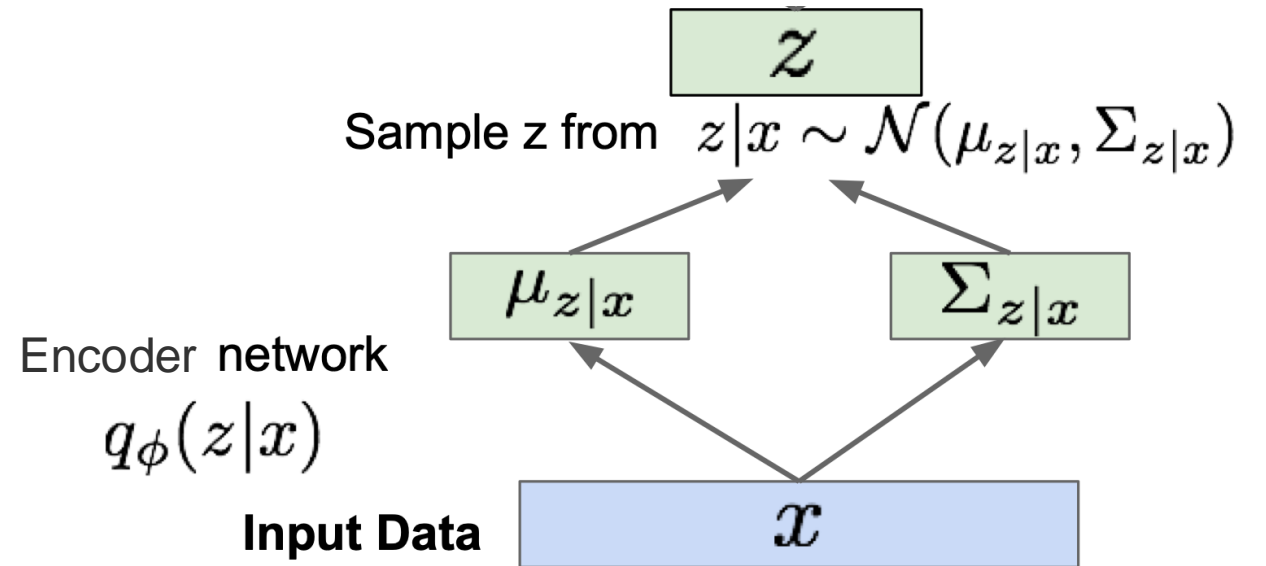 z
Sample z from z|x ∼ 𝒩(μ_{z|x}, Σ_{z|x})
μ_{z|x} Σ_{z|x}
Encoder network
q_ϕ(z|x)
Input Data x